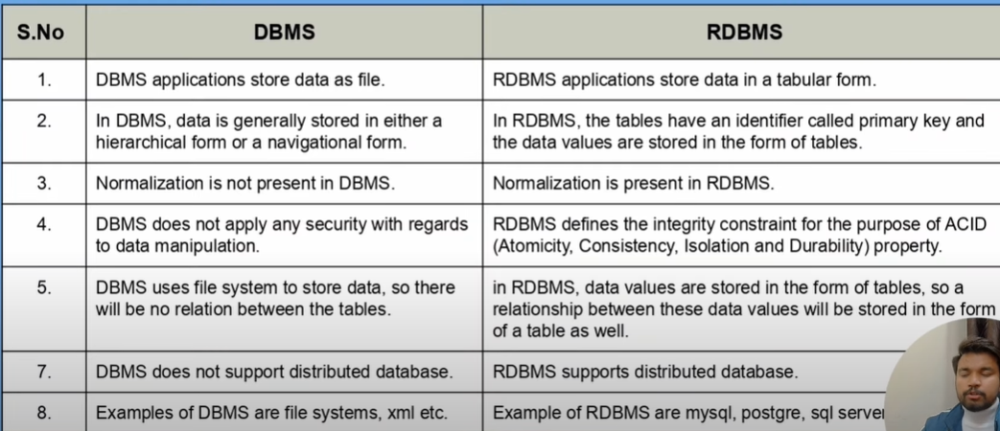 S.No DBMS RDBMS
1. DBMS applications store data as file. RDBMS applications store data in a tabular form.
2. In DBMS, data is generally stored in either a In RDBMS, the tables have an identifier called primary key and
hierarchical form or a navigational form. the data values are stored in the form of tables.
3. Normalization is not present in DBMS. Normalization is present in RDBMS.
4. DBMS does not apply any security with regards RDBMS defines the integrity constraint for the purpose of ACID
to data manipulation. (Atomicity, Consistency, Isolation and Durability) property.
5. DBMS uses file system to store data, so there in RDBMS, data values are stored in the form of tables, so a
will be no relation between the tables. relationship between these data values will be stored in the form
of a table as well.
7. DBMS does not support distributed database. RDBMS supports distributed database.
8. Examples of DBMS are file systems, xml etc. Example of RDBMS are mysql, postgre, sql server